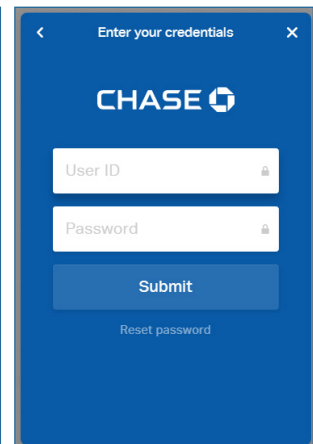 Enter your credentials
CHASE
User ID
Password
Submit
Reset password